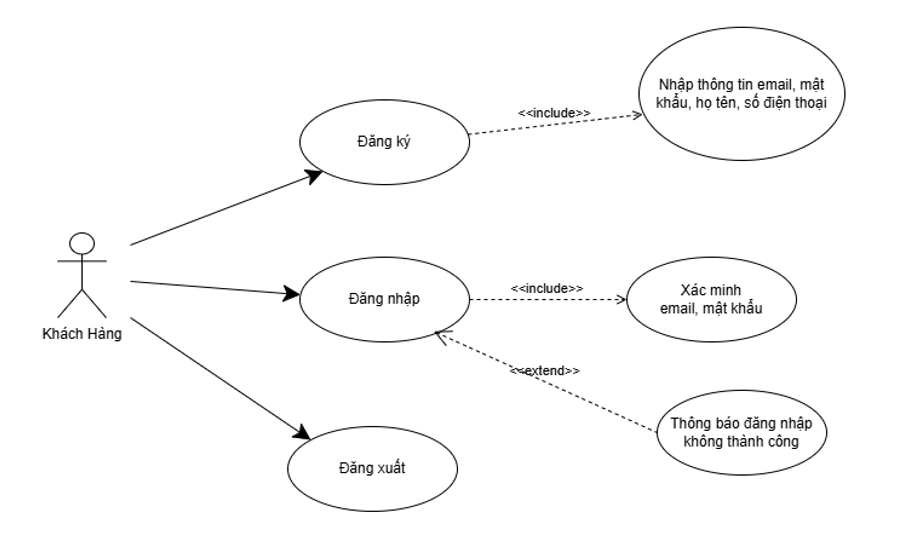 Nhập thông tin email, mật
khẩu, họ tên, số điện thoại
<<include>>
Đăng ký
Khách Hàng
Đăng nhập
<<include>>
Xác minh
email, mật khẩu
<<extend>>
Thông báo đăng nhập
không thành công
Đăng xuất